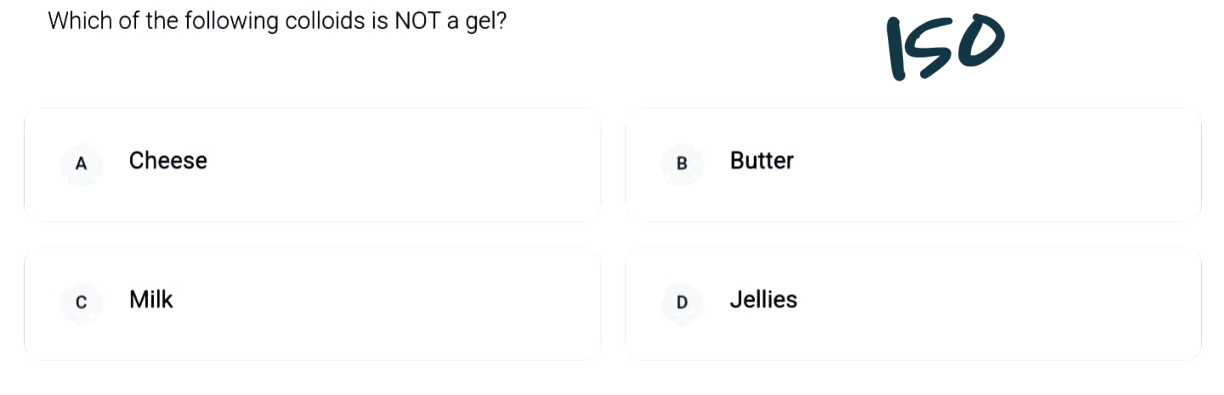 Which of the following colloids is NOT a gel?
150
A Cheese
B Butter
C Milk
D Jellies